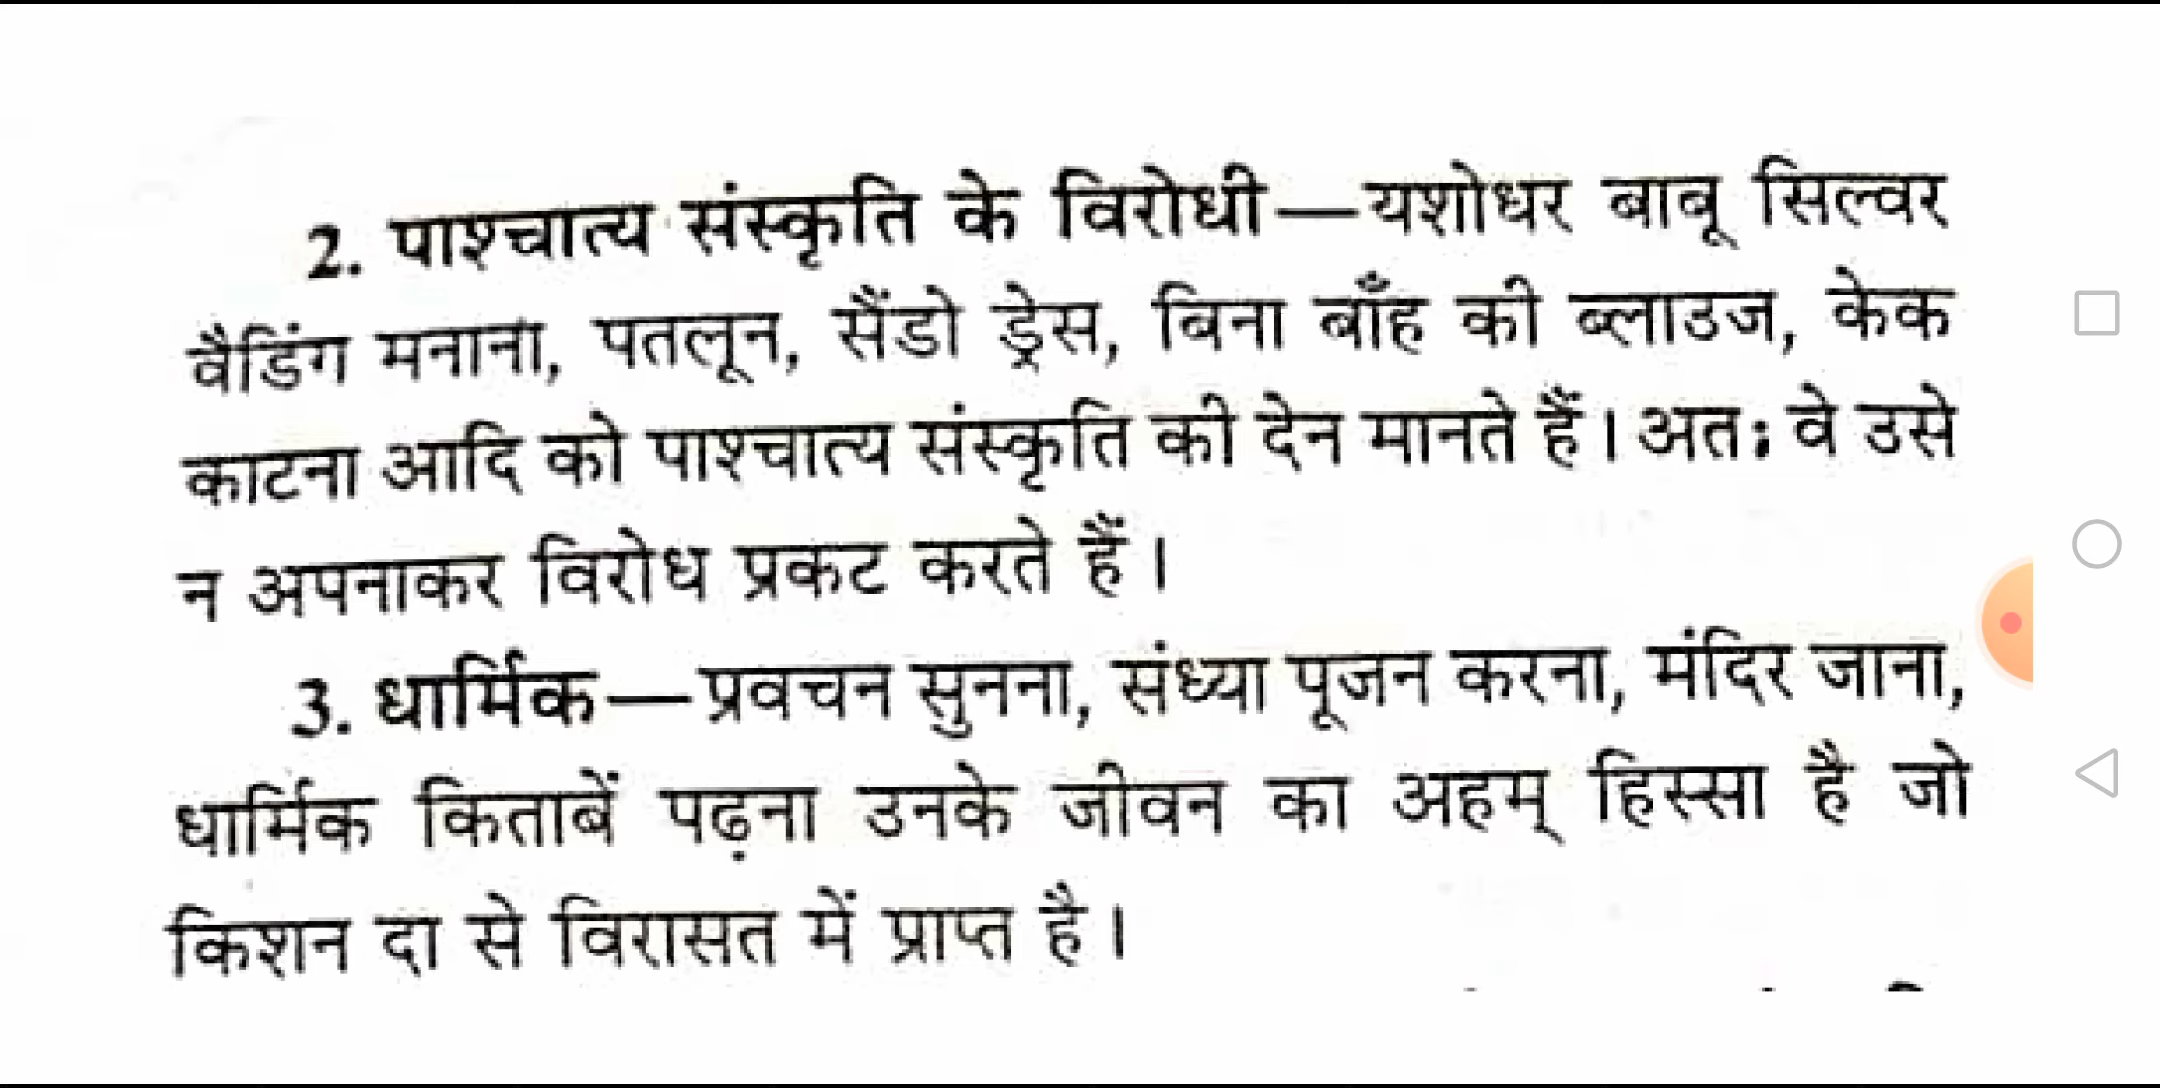 2. पाश्चात्य संस्कृति के विरोधी—यशोधर बाबू सिल्वर
वैडिंग मनाना, पतलून, सैंडो ड्रेस, बिना बाँह की ब्लाउज, केक
काटना आदि को पाश्चात्य संस्कृति की देन मानते हैं। अतः वे उसे
न अपनाकर विरोध प्रकट करते हैं।
3. धार्मिक—प्रवचन सुनना, संध्या पूजन करना, मंदिर जाना,
धार्मिक किताबें पढ़ना उनके जीवन का अहम् हिस्सा है जो
किशन दा से विरासत में प्राप्त है।